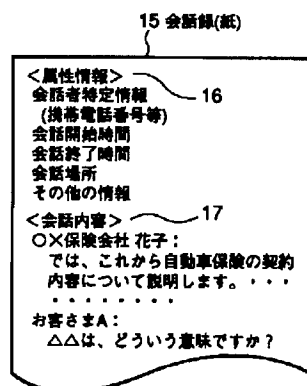 15 会話録(紙)
<属性情報> 16
会話者特定情報
(携帯電話番号等)
会話開始時間
会話終了時間
会話場所
その他の情報
<会話内容> 17
○×保険会社 花子：
では、これから自動車保険の契約
内容について説明します。・・・
・・・・・・・・
お客さまA：
△△は、どういう意味ですか？